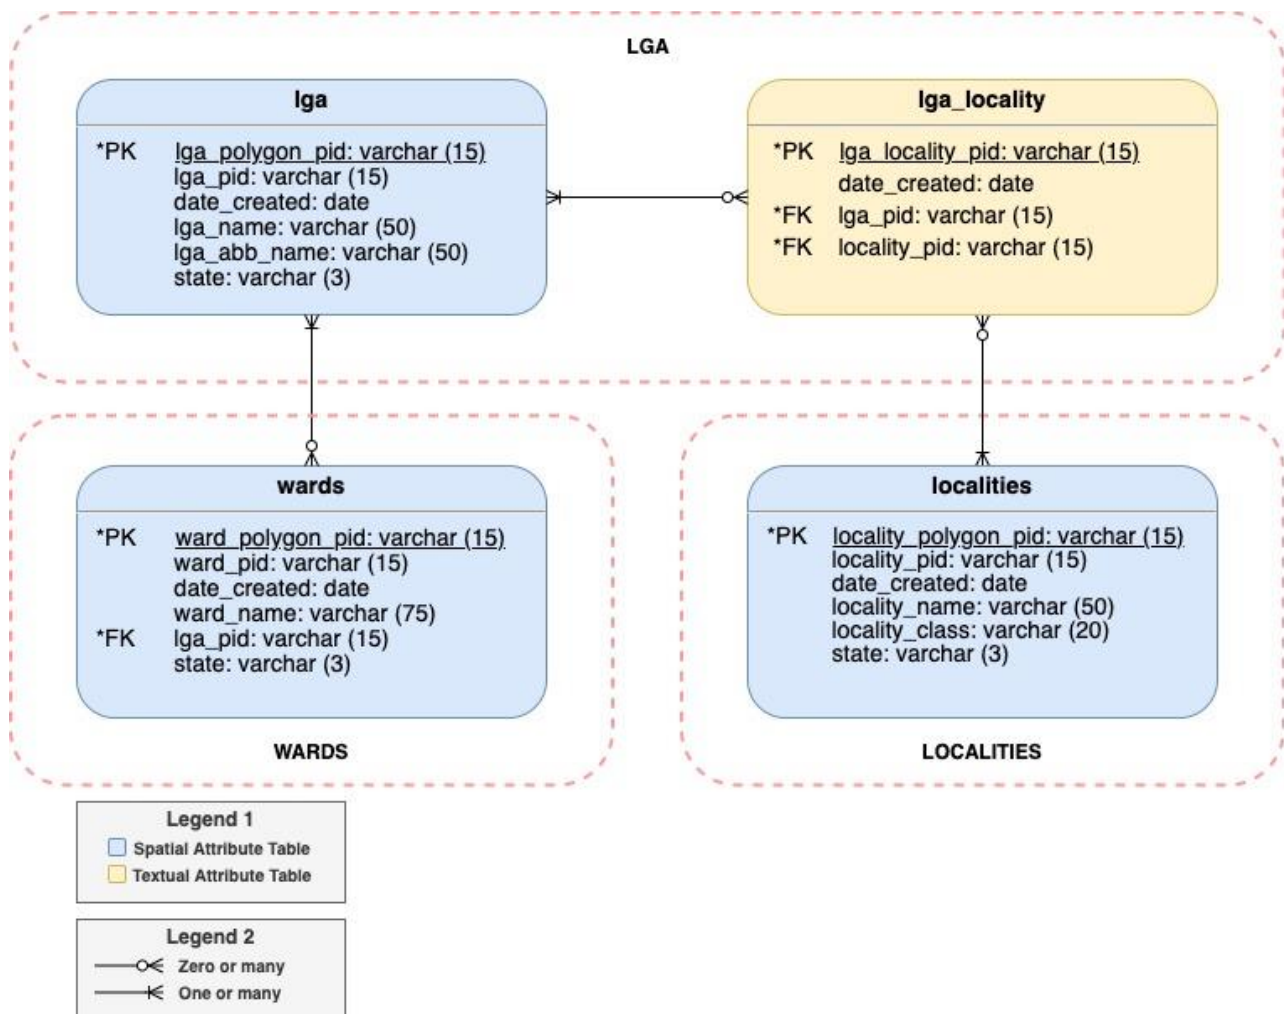 LGA
lga
*PK lga_polygon_pid: varchar (15)
lga_pid: varchar (15)
date_created: date
lga_name: varchar (50)
lga_abb_name: varchar (50)
state: varchar (3)
lga_locality
*PK lga_locality_pid: varchar (15)
date_created: date
*FK lga_pid: varchar (15)
*FK locality_pid: varchar (15)
wards
*PK ward_polygon_pid: varchar (15)
ward_pid: varchar (15)
date_created: date
ward_name: varchar (75)
*FK lga_pid: varchar (15)
state: varchar (3)
WARDS
localities
*PK locality_polygon_pid: varchar (15)
locality_pid: varchar (15)
date_created: date
locality_name: varchar (50)
locality_class: varchar (20)
state: varchar (3)
LOCALITIES
Legend 1
Spatial Attribute Table
Textual Attribute Table
Legend 2
Zero or many
One or many